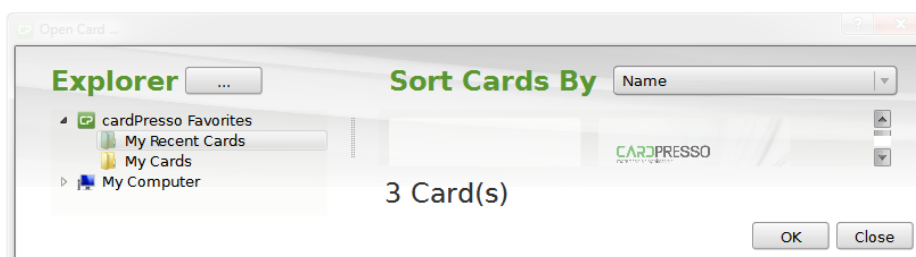 Open Card ...
Explorer ...
Sort Cards By Name
cardPresso Favorites
My Recent Cards
My Cards
My Computer
CARDPRESSO
3 Card(s)
OK Close